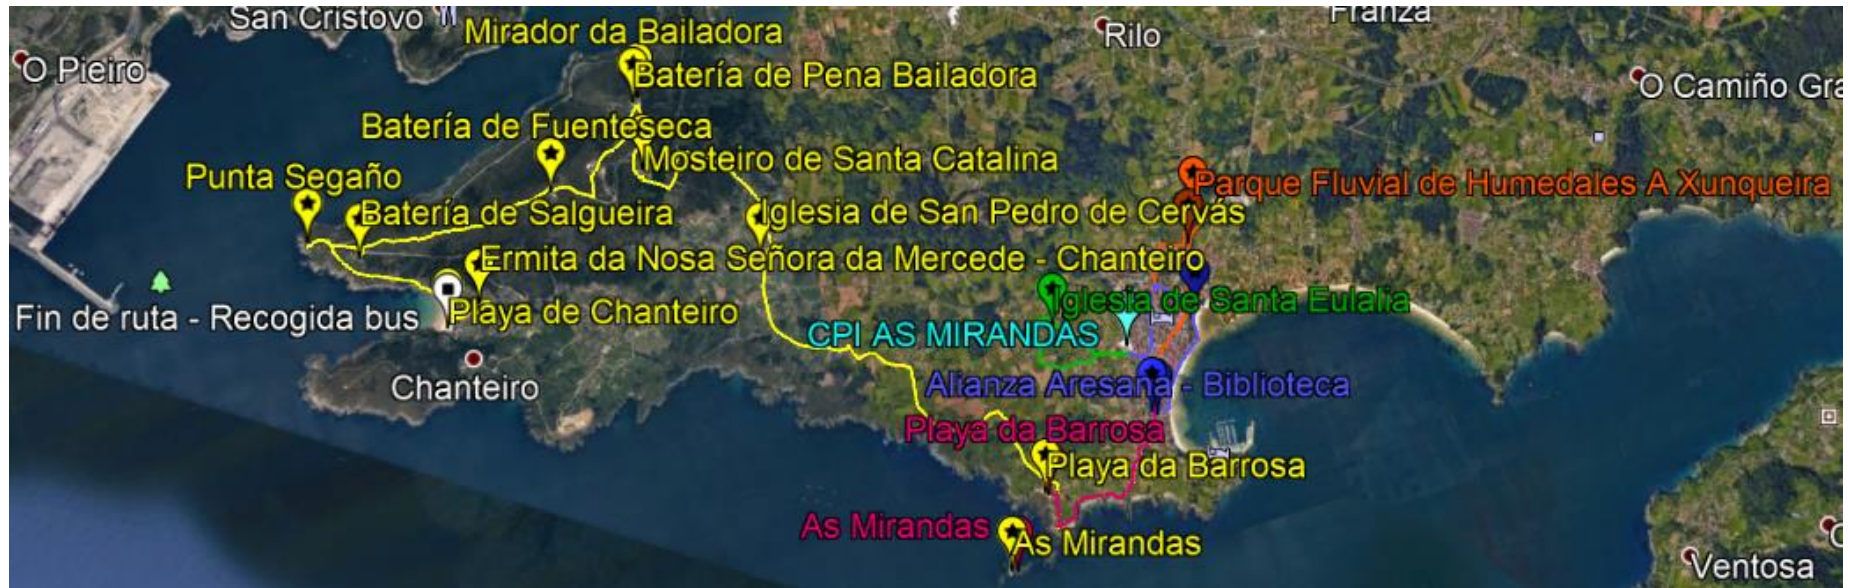 San Cristovo
Mirador da Bailadora
Franza
Rilo
O Pieiro
Batería de Pena Bailadora
O Camiño Gra
Batería de Fuenteseca
Mosteiro de Santa Catalina
Punta Segaño
Parque Fluvial de Humedales A Xunqueira
Batería de Salgueira
Iglesia de San Pedro de Cervás
Ermita da Nosa Señora da Mercede - Chanteiro
Iglesia de Santa Eulalia
Fin de ruta - Recogida bus
Playa de Chanteiro
CPI AS MIRANDAS
Chanteiro
Alianza Aresana - Biblioteca
Playa da Barrosa
Playa da Barrosa
As Mirandas
As Mirandas
Ventosa